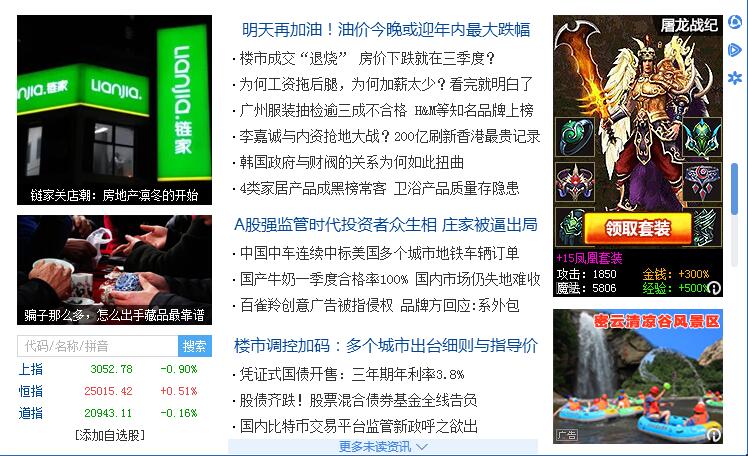 LIANJIA.
链家
LIANJIA.链家
链家关店潮：房地产凛冬的开始
骗子那么多，怎么出手藏品最靠谱
代码/名称/拼音
搜索
上指 3052.78 -0.90%
恒指 25015.42 +0.51%
道指 20943.11 -0.16%
[添加自选股]
明天再加油！油价今晚或迎年内最大跌幅
楼市成交“退烧” 房价下跌就在三季度？
为何工资拖后腿，为何加薪太少？看完就明白了
广州服装抽检逾三成不合格 H&M等知名品牌上榜
李嘉诚与内资抢地大战？200亿刷新香港最贵记录
韩国政府与财阀的关系为何如此扭曲
4类家居产品成黑榜常客 卫浴产品质量存隐患
A股强监管时代投资者众生相 庄家被逼出局
中国中车连续中标美国多个城市地铁车辆订单
国产牛奶一季度合格率100% 国内市场仍失地难收
百雀羚创意广告被指侵权 品牌方回应:系外包
楼市调控加码：多个城市出台细则与指导价
凭证式国债开售：三年期年利率3.8%
股债齐跌！股票混合债券基金全线告负
国内比特币交易平台监管新政呼之欲出
更多未读资讯
屠龙战纪
领取套装
+15凤凰套装
攻击：1850 金钱：+300%
魔法：5806 经验：+500%
密云清凉谷风景区
广告